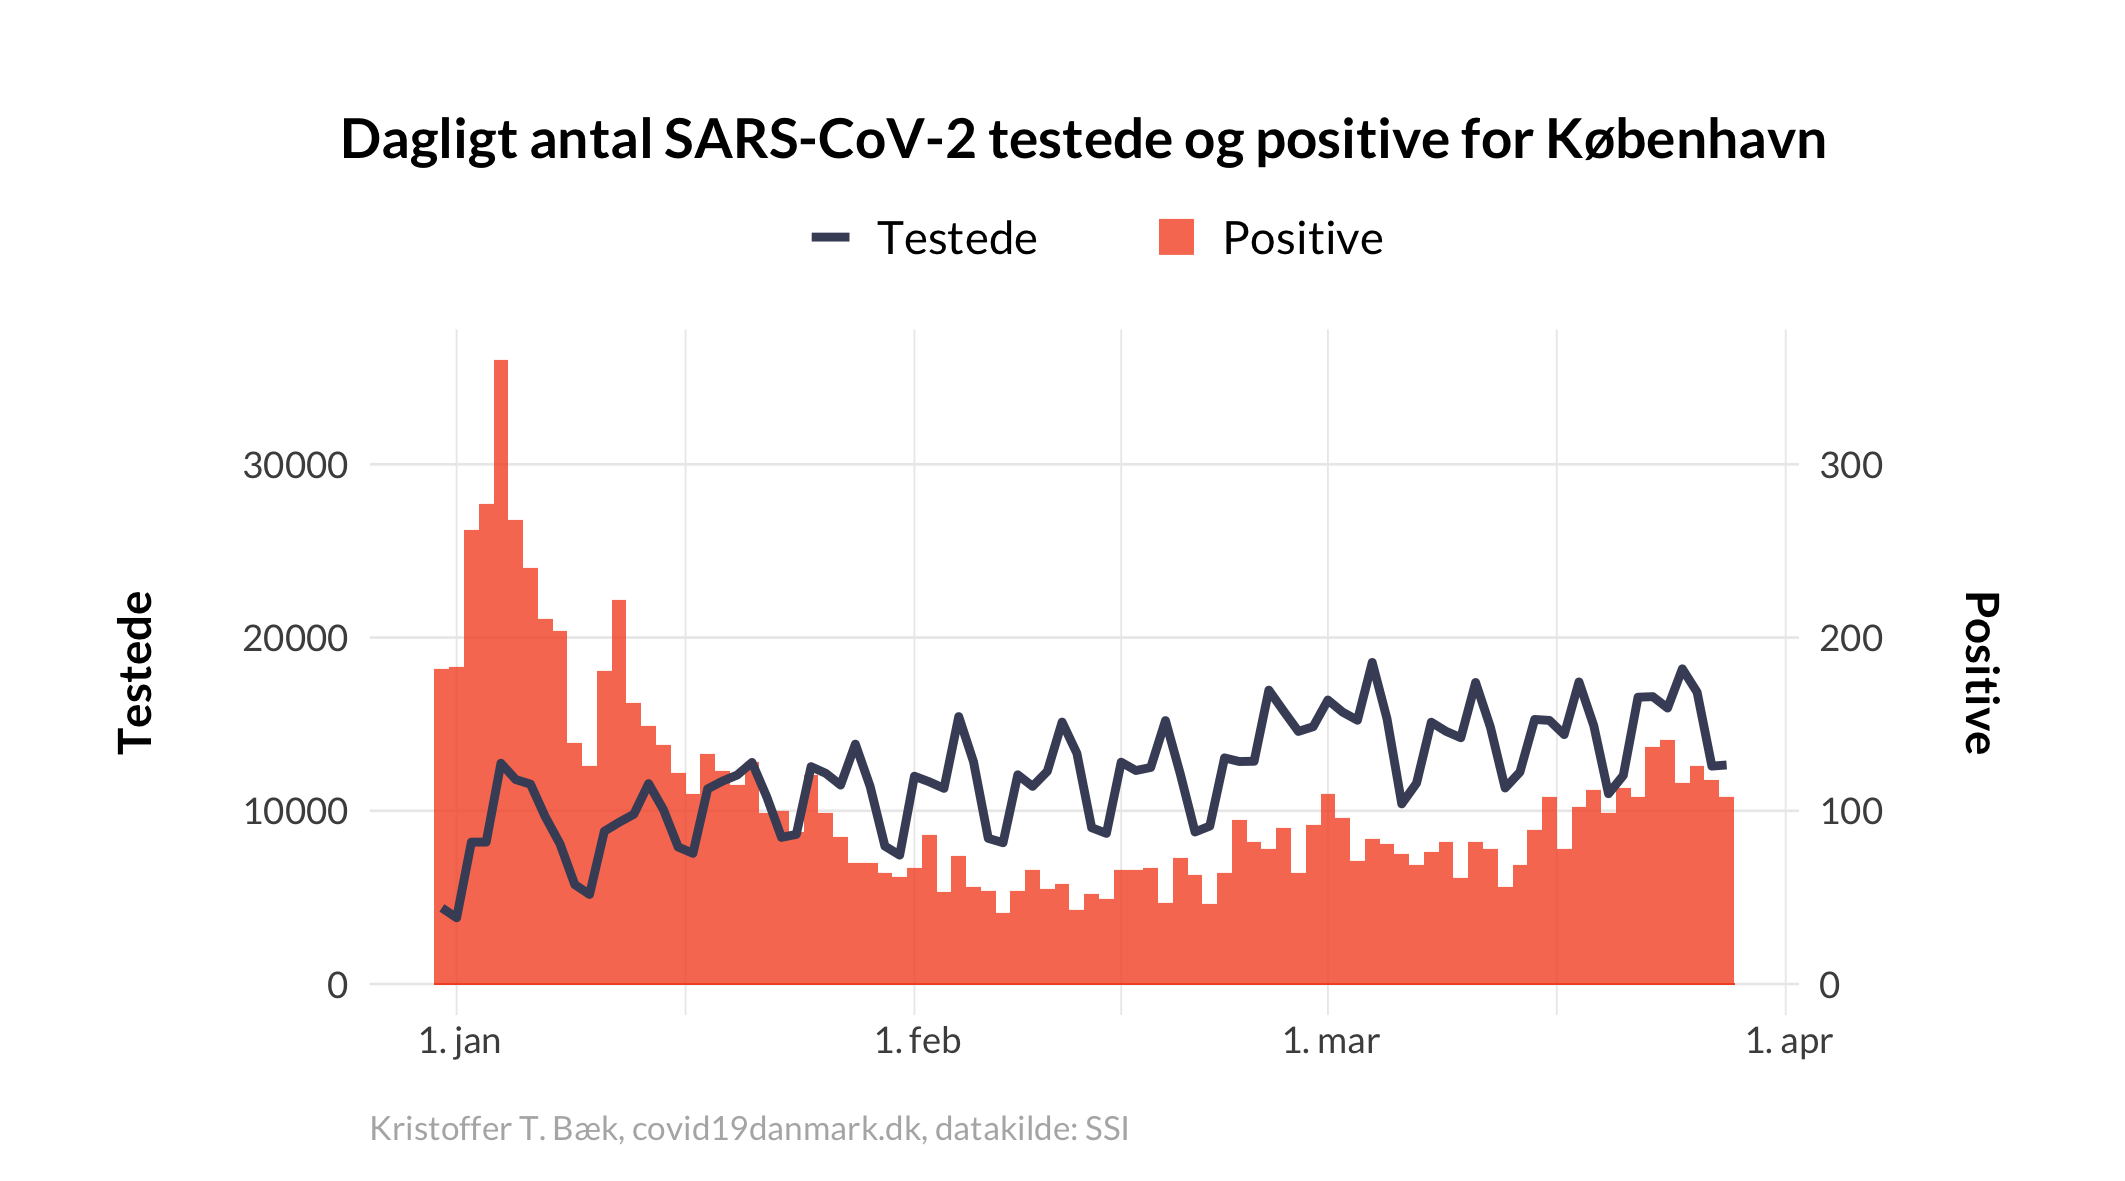 Dagligt antal SARS-CoV-2 testede og positive for København
Testede
Positive
30000
20000
10000
0
300
200
100
0
Testede
Positive
1. jan
1. feb
1. mar
1. apr
Kristoffer T. Bæk, covid19danmark.dk, datakilde: SSI